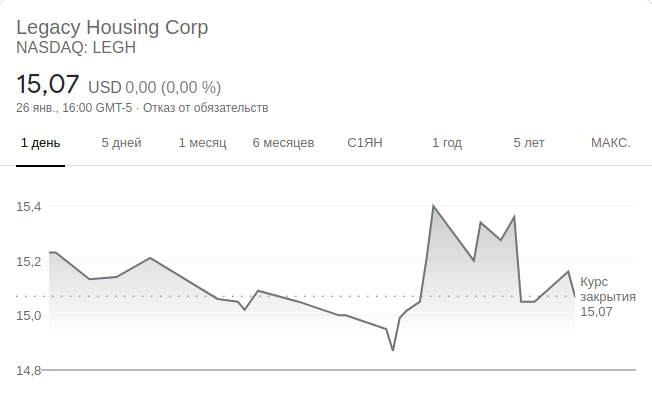 Legacy Housing Corp
NASDAQ: LEGH
15,07 USD 0,00 (0,00 %)
26 янв., 16:00 GMT-5 · Отказ от обязательств
1 день 5 дней 1 месяц 6 месяцев С1ЯН 1 год 5 лет МАКС.
15,4
15,2
15,0
14,8
Курс
закрытия
15,07